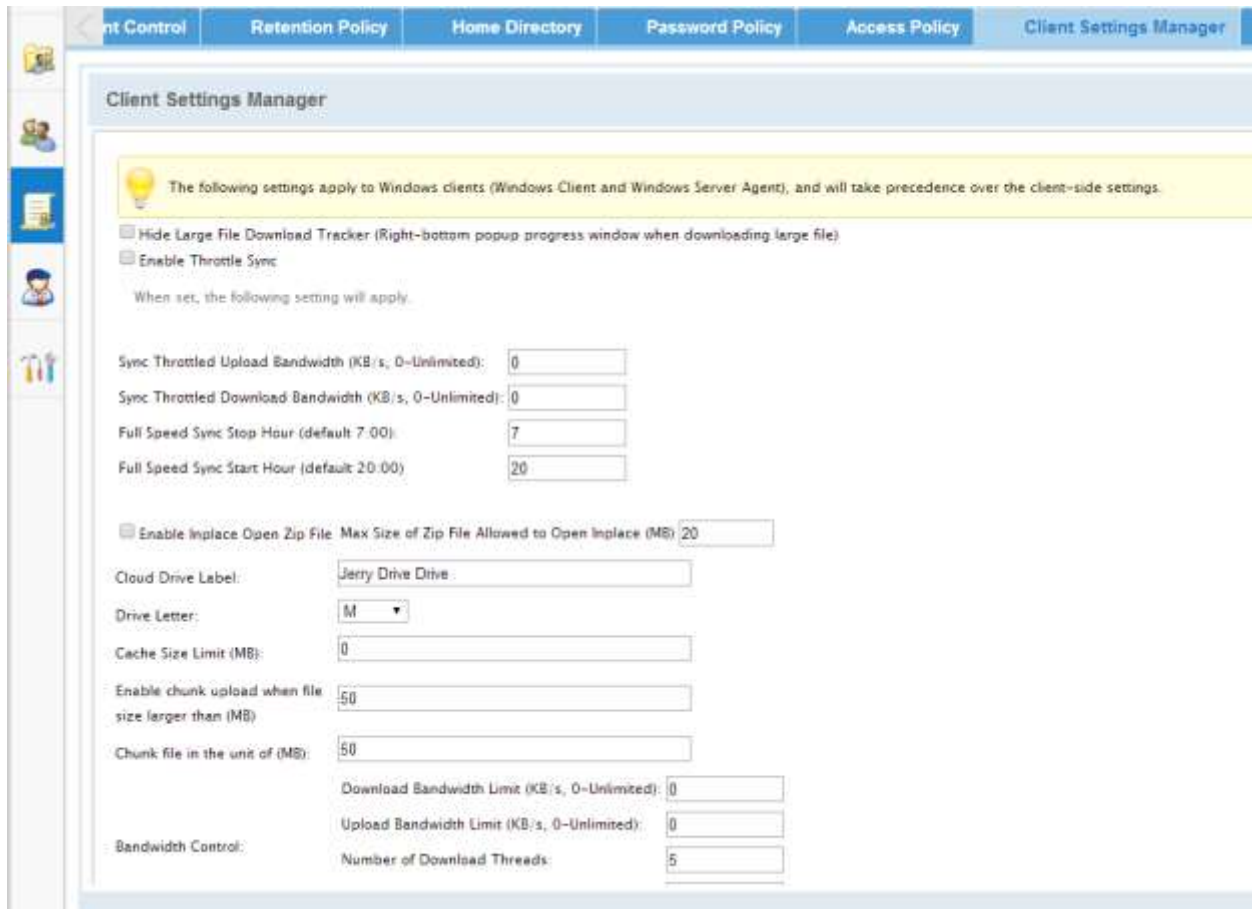 nt Control Retention Policy Home Directory Password Policy Access Policy Client Settings Manager
Client Settings Manager
The following settings apply to Windows clients (Windows Client and Windows Server Agent), and will take precedence over the client-side settings.
Hide Large File Download Tracker (Right-bottom popup progress window when downloading large file)
Enable Throttle Sync
When set, the following setting will apply.
Sync Throttled Upload Bandwidth (KB/s, 0-Unlimited): 0
Sync Throttled Download Bandwidth (KB/s, 0-Unlimited): 0
Full Speed Sync Stop Hour (default 7:00): 7
Full Speed Sync Start Hour (default 20:00) 20
Enable Inplace Open Zip File Max Size of Zip File Allowed to Open Inplace (MB) 20
Cloud Drive Label: Jerry Drive Drive
Drive Letter: M
Cache Size Limit (MB): 0
Enable chunk upload when file
size larger than (MB) 50
Chunk file in the unit of (MB): 50
Download Bandwidth Limit (KB/s, 0-Unlimited): 0
Upload Bandwidth Limit (KB/s, 0-Unlimited): 0
Bandwidth Control:
Number of Download Threads: 5